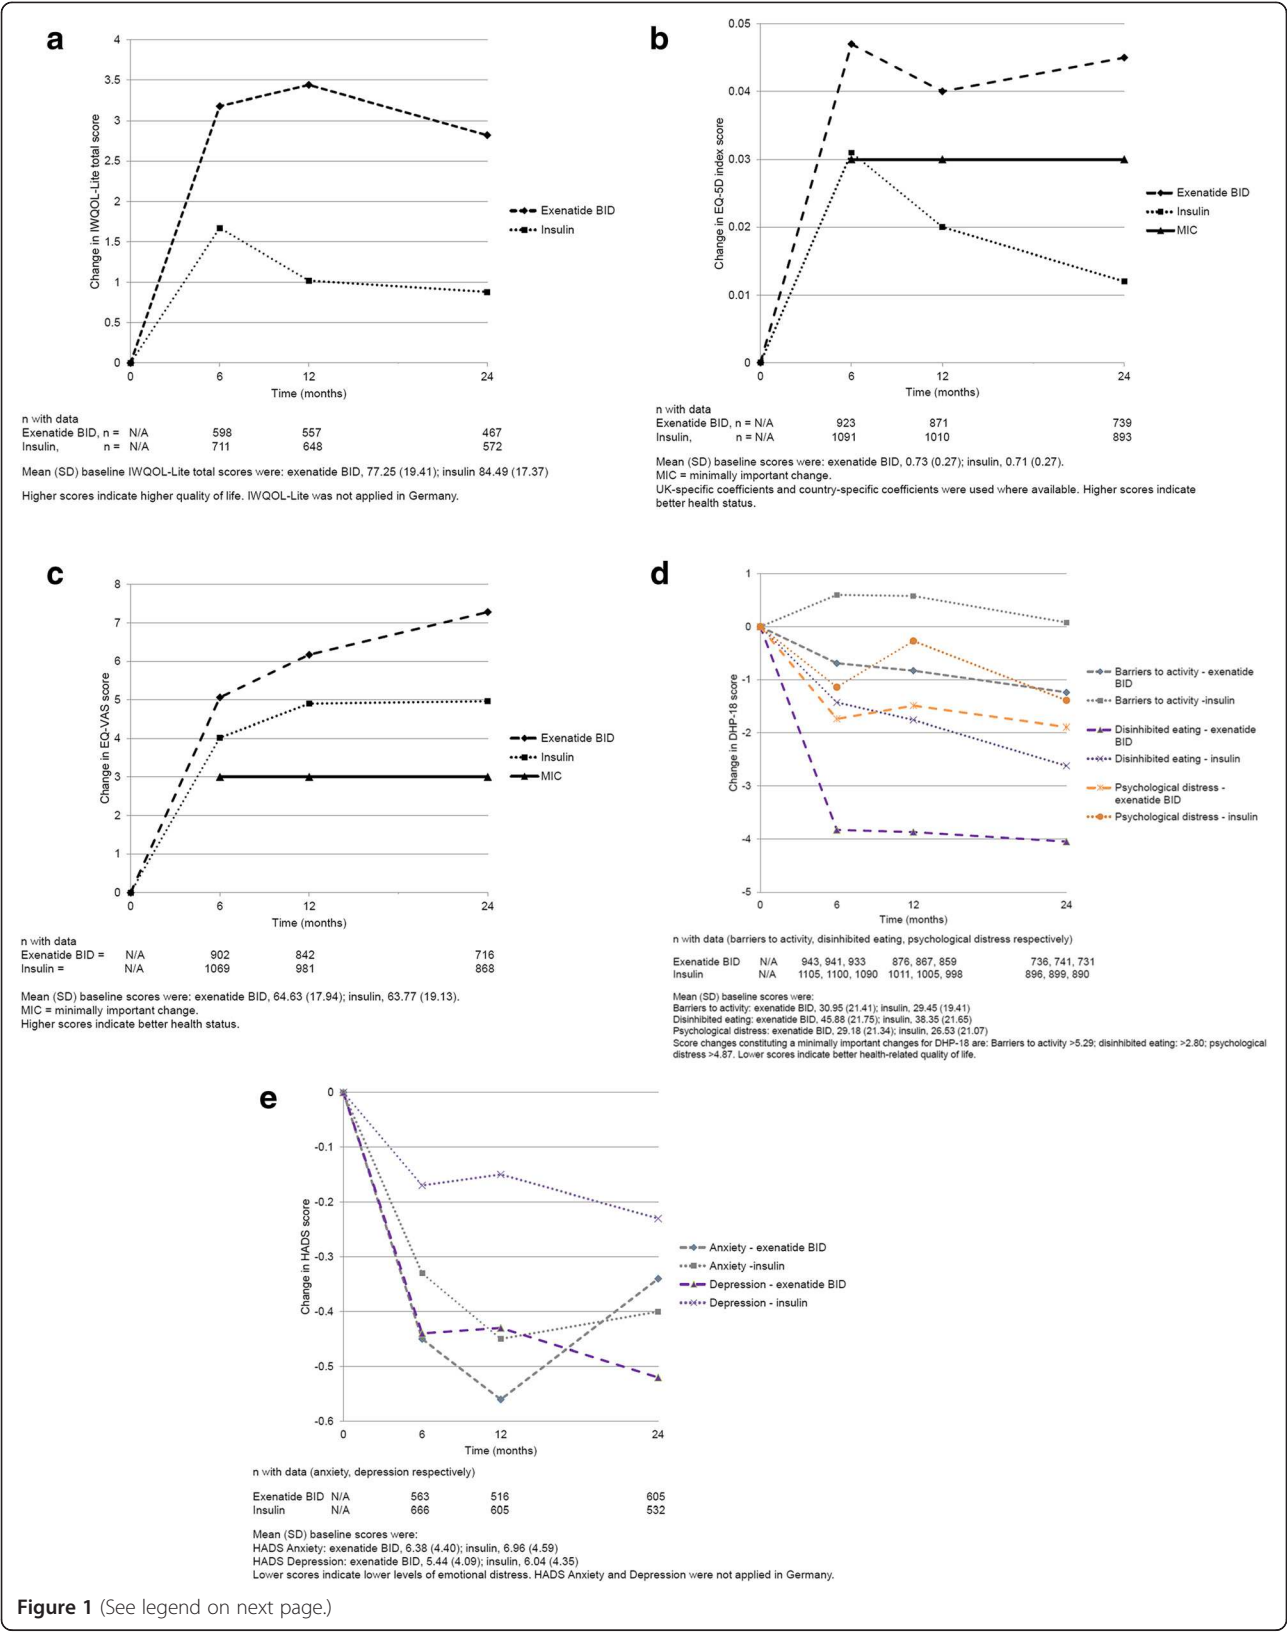 a
4
3.5
3
2.5
2
1.5
1
0.5
0
Change in IWQOL-Lite total score
0 6 12 24
Time (months)
Exenatide BID
Insulin
n with data
Exenatide BID, n = N/A 598 557 467
Insulin, n = N/A 711 648 572
Mean (SD) baseline IWQOL-Lite total scores were: exenatide BID, 77.25 (19.41); insulin 84.49 (17.37)
Higher scores indicate higher quality of life. IWQOL-Lite was not applied in Germany.
b
0.05
0.04
0.03
0.02
0.01
0
Change in EQ-5D index score
0 6 12 24
Time (months)
Exenatide BID
Insulin
MIC
n with data
Exenatide BID, n = N/A 923 871 739
Insulin, n = N/A 1091 1010 893
Mean (SD) baseline scores were: exenatide BID, 0.73 (0.27); insulin, 0.71 (0.27).
MIC = minimally important change.
UK-specific coefficients and country-specific coefficients were used where available. Higher scores indicate
better health status.
c
8
7
6
5
4
3
2
1
0
Change in EQ-VAS score
0 6 12 24
Time (months)
Exenatide BID
Insulin
MIC
n with data
Exenatide BID = N/A 902 842 716
Insulin = N/A 1069 981 868
Mean (SD) baseline scores were: exenatide BID, 64.63 (17.94); insulin, 63.77 (19.13).
MIC = minimally important change.
Higher scores indicate better health status.
d
1
0
-1
-2
-3
-4
-5
Change in DHP-18 score
0 6 12 24
Time (months)
Barriers to activity - exenatide
BID
Barriers to activity -insulin
Disinhibited eating - exenatide
BID
Disinhibited eating - insulin
Psychological distress -
exenatide BID
Psychological distress - insulin
n with data (barriers to activity, disinhibited eating, psychological distress respectively)
Exenatide BID N/A 943, 941, 933 876, 867, 859 736, 741, 731
Insulin N/A 1105, 1100, 1090 1011, 1005, 998 896, 899, 890
Mean (SD) baseline scores were:
Barriers to activity: exenatide BID, 30.95 (21.41); insulin, 29.45 (19.41)
Disinhibited eating: exenatide BID, 45.88 (21.75); insulin, 38.35 (21.65)
Psychological distress: exenatide BID, 29.18 (21.34); insulin, 26.53 (21.07)
Score changes constituting a minimally important changes for DHP-18 are: Barriers to activity >5.29; disinhibited eating: >2.80; psychological
distress >4.87. Lower scores indicate better health-related quality of life.
e
0
-0.1
-0.2
-0.3
-0.4
-0.5
-0.6
Change in HADS score
0 6 12 24
Time (months)
Anxiety - exenatide BID
Anxiety -insulin
Depression - exenatide BID
Depression - insulin
n with data (anxiety, depression respectively)
Exenatide BID N/A 563 516 605
Insulin N/A 666 605 532
Mean (SD) baseline scores were:
HADS Anxiety: exenatide BID, 6.38 (4.40); insulin, 6.96 (4.59)
HADS Depression: exenatide BID, 5.44 (4.09); insulin, 6.04 (4.35)
Lower scores indicate lower levels of emotional distress. HADS Anxiety and Depression were not applied in Germany.
Figure 1 (See legend on next page.)